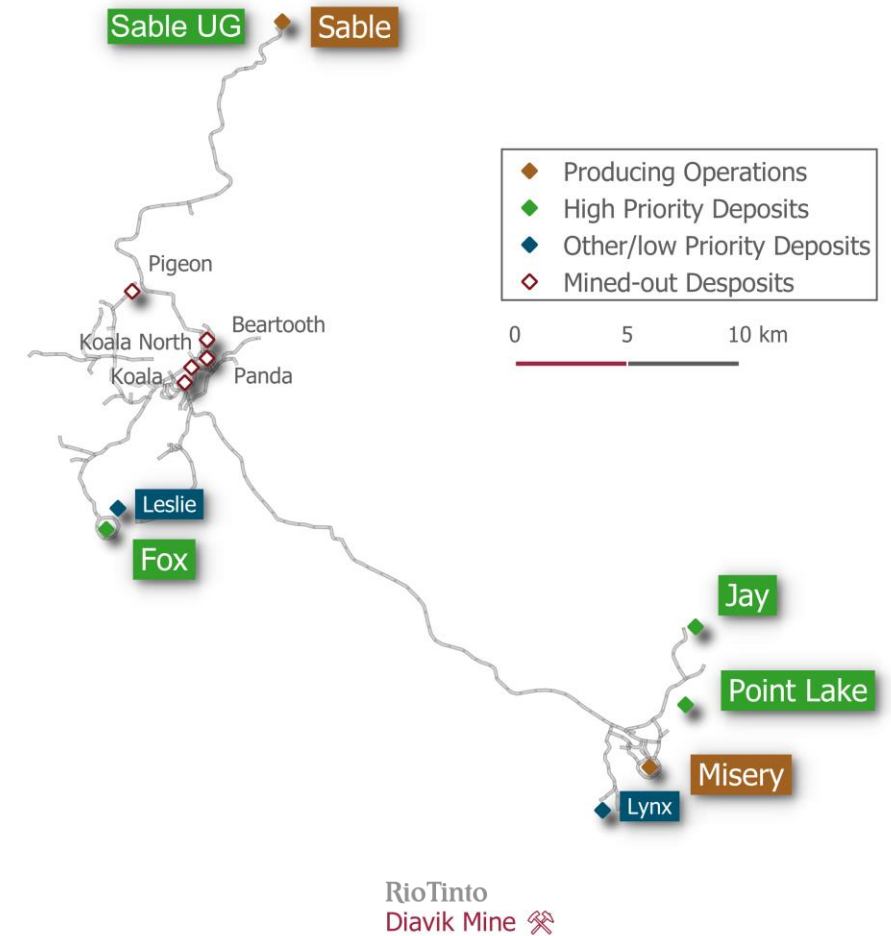 Sable UG
Sable
Producing Operations
High Priority Deposits
Other/low Priority Deposits
Mined-out Desposits
0 5 10 km
Pigeon
Beartooth
Koala North
Koala
Panda
Leslie
Fox
Jay
Point Lake
Misery
Lynx
RioTinto
Diavik Mine